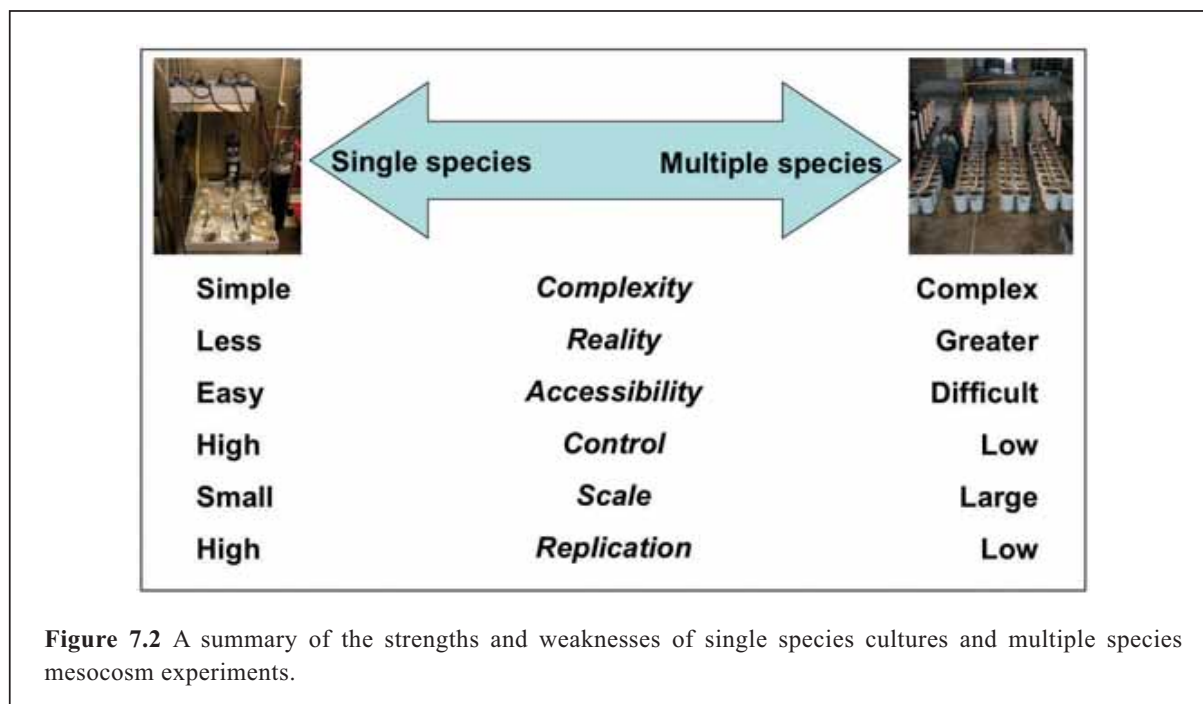 Single species Multiple species
Simple Complexity Complex
Less Reality Greater
Easy Accessibility Difficult
High Control Low
Small Scale Large
High Replication Low
Figure 7.2 A summary of the strengths and weaknesses of single species cultures and multiple species
mesocosm experiments.